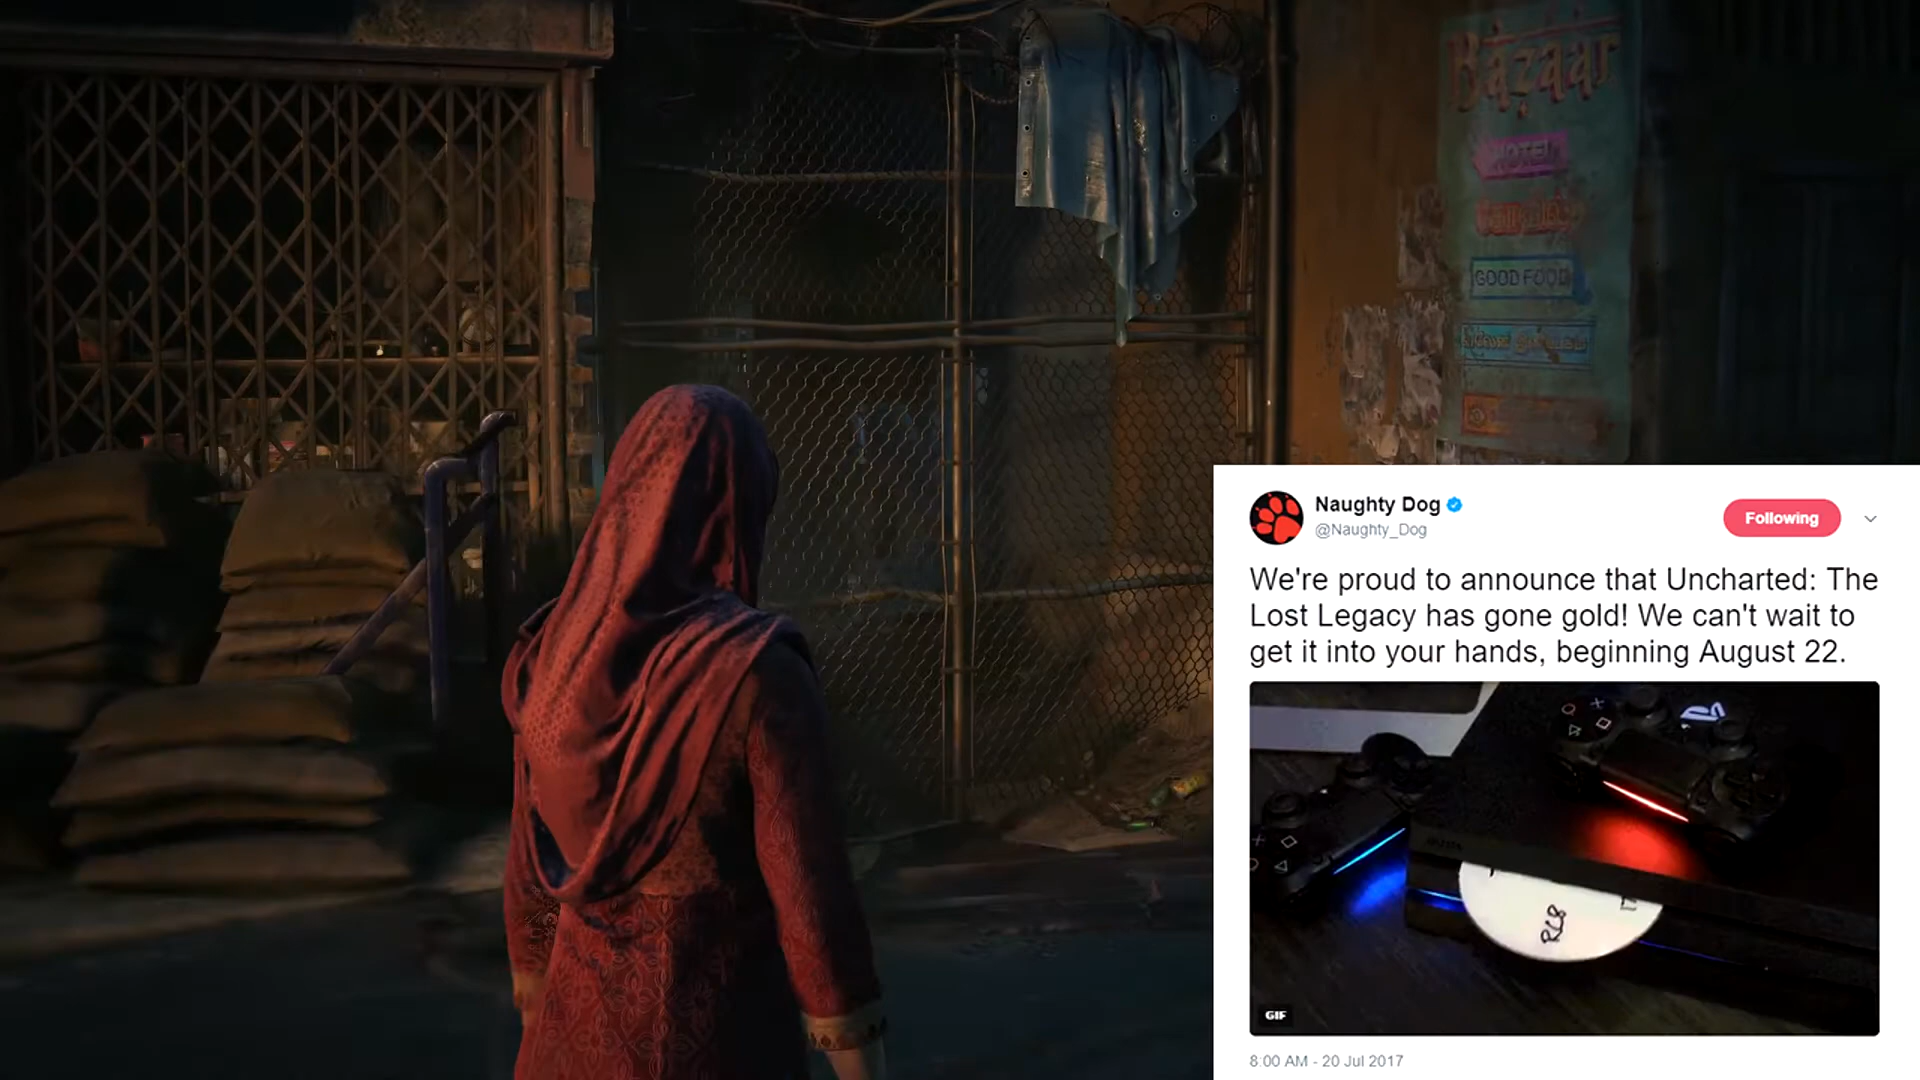 Bazaar
HOTEL
GOOD FOOD
Naughty Dog
@Naughty_Dog
Following
We're proud to announce that Uncharted: The
Lost Legacy has gone gold! We can't wait to
get it into your hands, beginning August 22.
RC8
GIF
8:00 AM - 20 Jul 2017